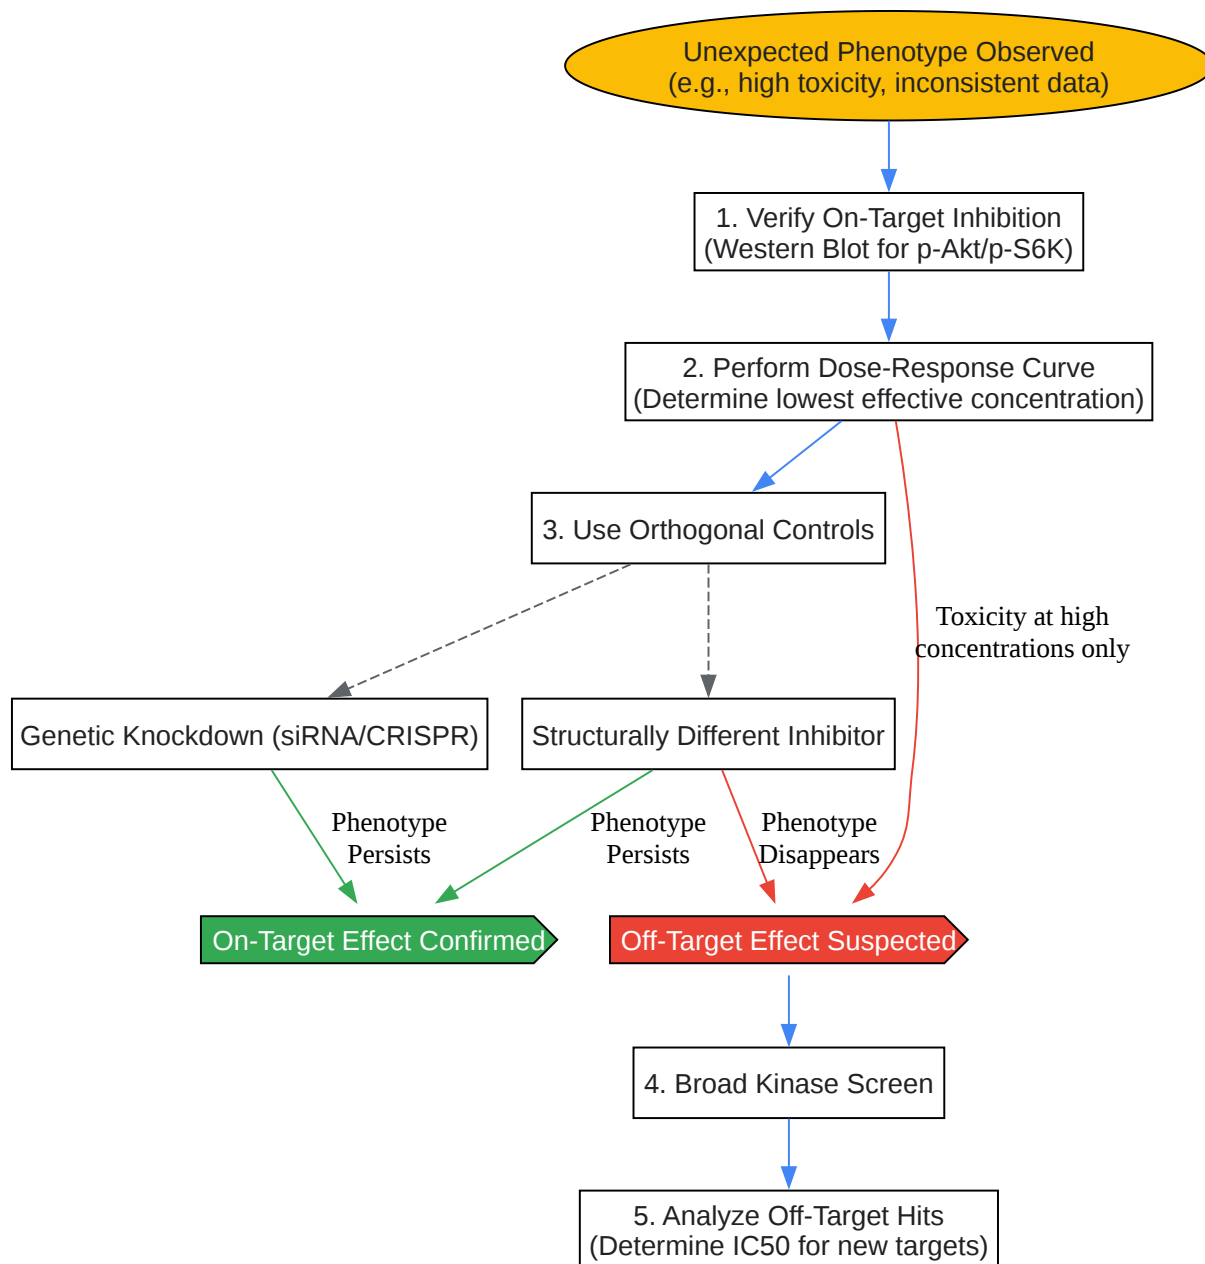 Unexpected Phenotype Observed
(e.g., high toxicity, inconsistent data)
1. Verify On-Target Inhibition
(Western Blot for p-Akt/p-S6K)
2. Perform Dose-Response Curve
(Determine lowest effective concentration)
3. Use Orthogonal Controls
Toxicity at high
concentrations only
Genetic Knockdown (siRNA/CRISPR)
Structurally Different Inhibitor
Phenotype
Persists
Phenotype
Persists
Phenotype
Disappears
On-Target Effect Confirmed
Off-Target Effect Suspected
4. Broad Kinase Screen
5. Analyze Off-Target Hits
(Determine IC50 for new targets)